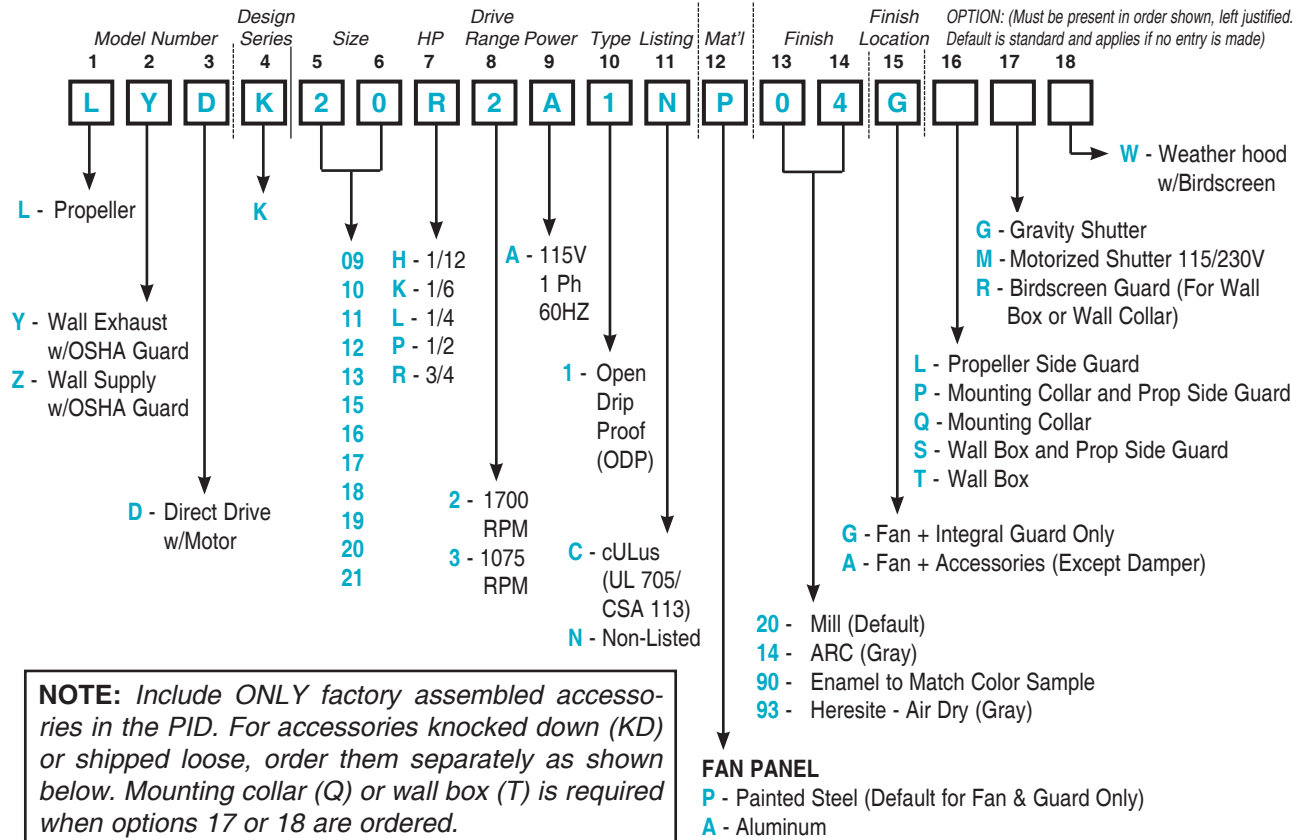 Design
Drive
Finish
OPTION: (Must be present in order shown, left justified.
Model Number Series Size HP Range Power Type Listing Mat'l Finish Location Default is standard and applies if no entry is made)
1 2 3 4 5 6 7 8 9 10 11 12 13 14 15 16 17 18
L Y D K 2 0 R 2 A 1 N P 0 4 G
W - Weather hood
w/Birdscreen
L - Propeller
K
G - Gravity Shutter
M - Motorized Shutter 115/230V
R - Birdscreen Guard (For Wall
Box or Wall Collar)
09
10
11
12
13
15
16
17
18
19
20
21
H - 1/12
K - 1/6
L - 1/4
P - 1/2
R - 3/4
A - 115V
1 Ph
60HZ
Y - Wall Exhaust
w/OSHA Guard
Z - Wall Supply
w/OSHA Guard
1 - Open
Drip
Proof
(ODP)
L - Propeller Side Guard
P - Mounting Collar and Prop Side Guard
Q - Mounting Collar
S - Wall Box and Prop Side Guard
T - Wall Box
D - Direct Drive
w/Motor
2 - 1700
RPM
3 - 1075
RPM
C - cULus
(UL 705/
CSA 113)
N - Non-Listed
G - Fan + Integral Guard Only
A - Fan + Accessories (Except Damper)
20 - Mill (Default)
14 - ARC (Gray)
90 - Enamel to Match Color Sample
93 - Heresite - Air Dry (Gray)
NOTE: Include ONLY factory assembled accesso-
ries in the PID. For accessories knocked down (KD)
or shipped loose, order them separately as shown
below. Mounting collar (Q) or wall box (T) is required
when options 17 or 18 are ordered.
FAN PANEL
P - Painted Steel (Default for Fan & Guard Only)
A - Aluminum